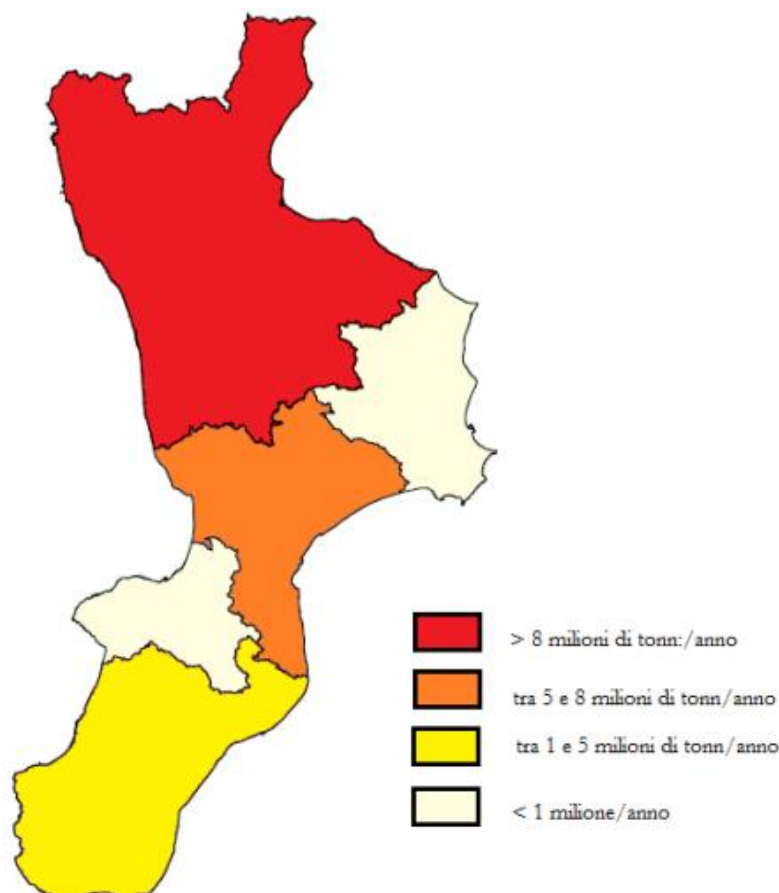 > 8 milioni di tonn:/anno
tra 5 e 8 milioni di tonn/anno
tra 1 e 5 milioni di tonn/anno
< 1 milione/anno